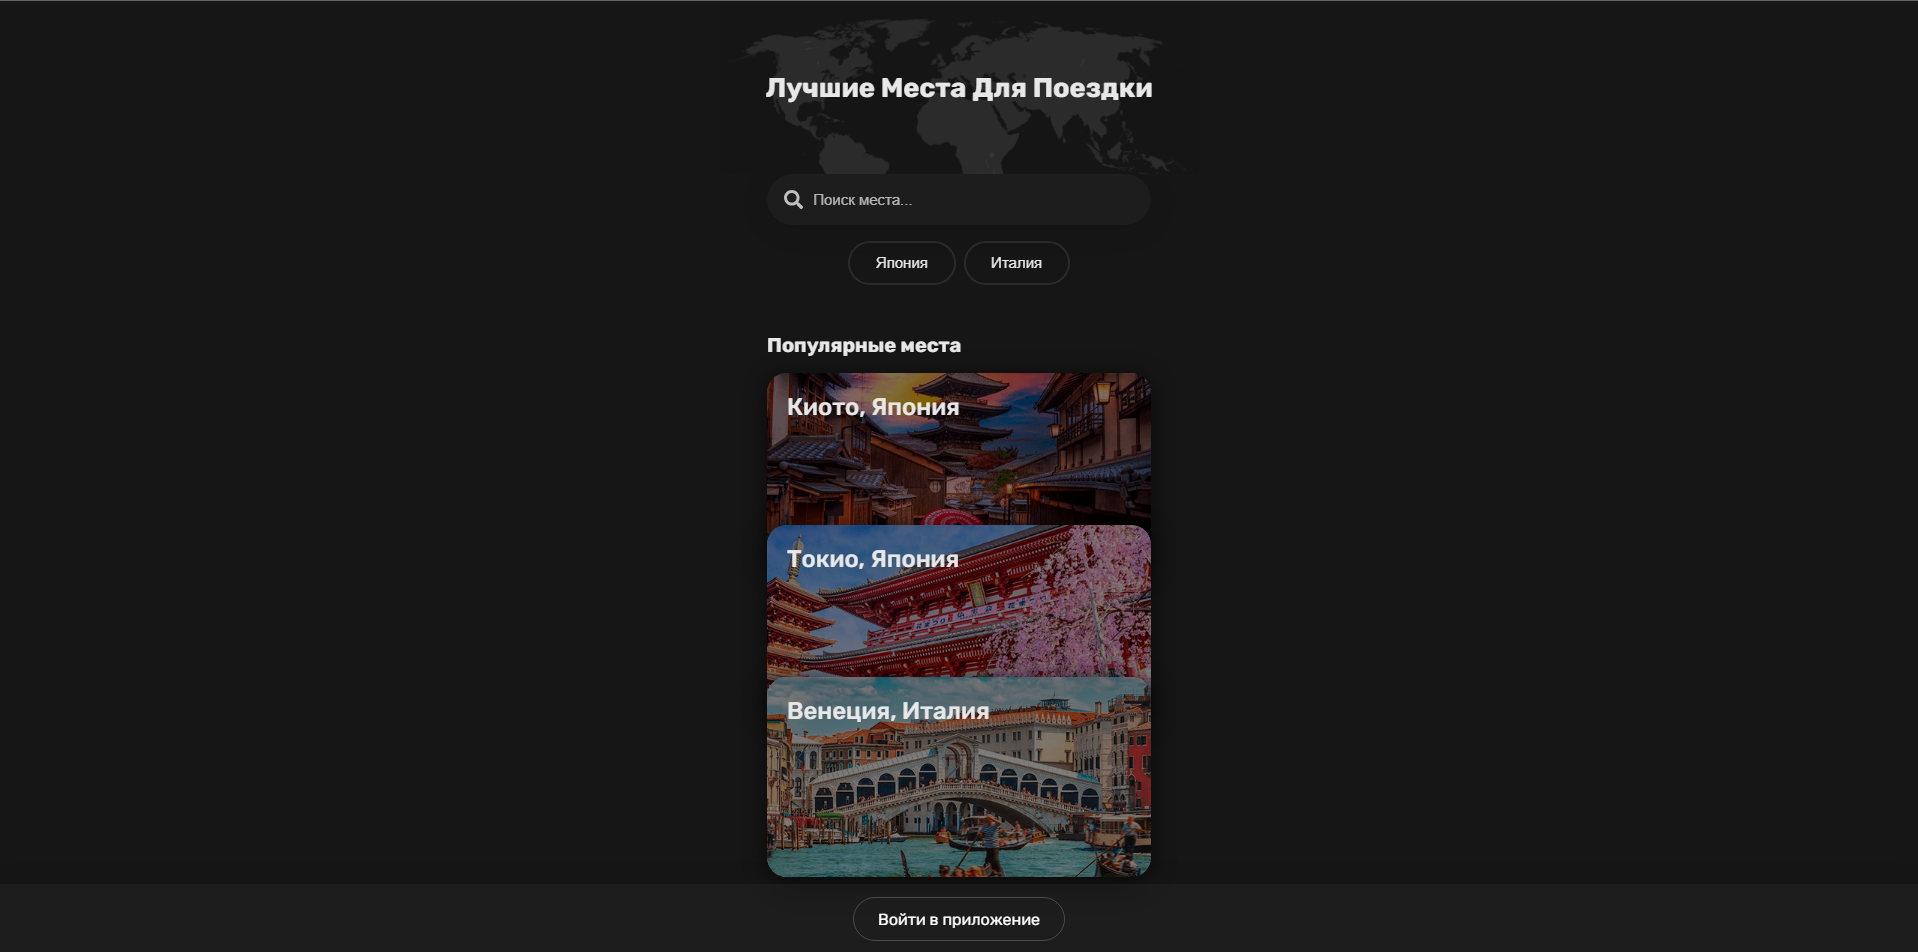 Лучшие Места Для Поездки
Поиск места...
Япония
Италия
Популярные места
Киото, Япония
Токио, Япония
Венеция, Италия
Войти в приложение